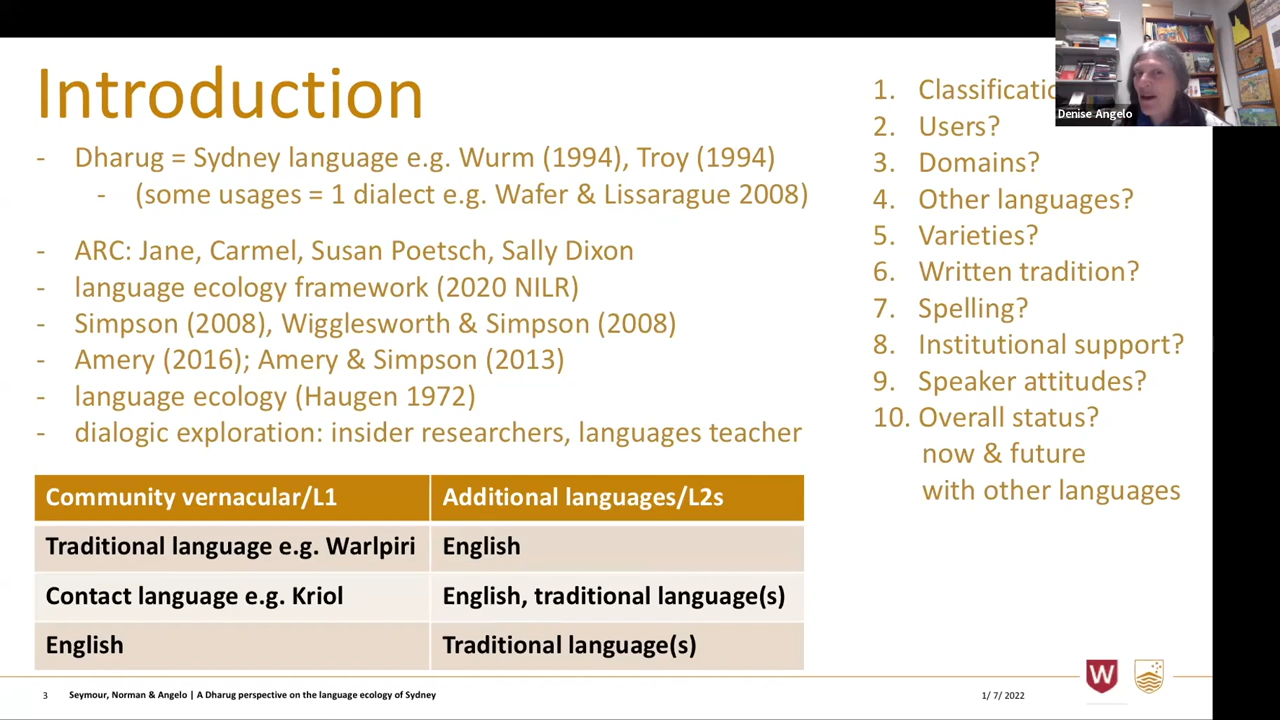 Introduction
- Dharug = Sydney language e.g. Wurm (1994), Troy (1994)
- (some usages = 1 dialect e.g. Wafer & Lissarague 2008)
- ARC: Jane, Carmel, Susan Poetsch, Sally Dixon
- language ecology framework (2020 NILR)
- Simpson (2008), Wigglesworth & Simpson (2008)
- Amery (2016); Amery & Simpson (2013)
- language ecology (Haugen 1972)
- dialogic exploration: insider researchers, languages teacher
Community vernacular/L1 Additional languages/L2s
Traditional language e.g. Warlpiri English
Contact language e.g. Kriol English, traditional language(s)
English Traditional language(s)
1. Classificatio
2. Users?
3. Domains?
4. Other languages?
5. Varieties?
6. Written tradition?
7. Spelling?
8. Institutional support?
9. Speaker attitudes?
10. Overall status?
now & future
with other languages
Denise Angelo
3 Seymour, Norman & Angelo | A Dharug perspective on the language ecology of Sydney 1/ 7/ 2022
W